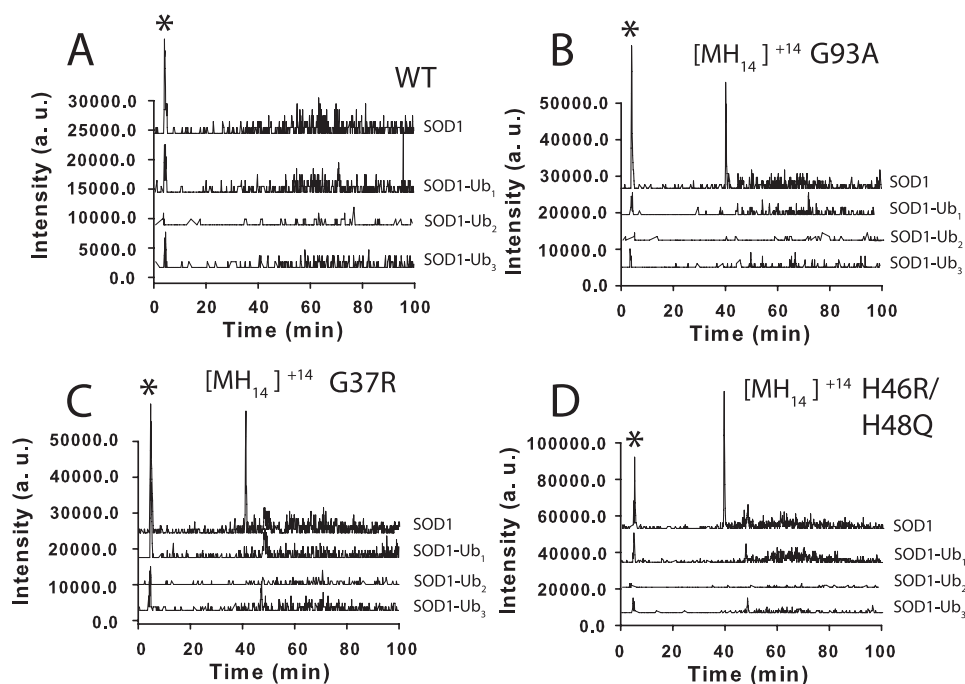 *
A
WT
Intensity (a. u.)
30000.0
25000.0
20000.0
15000.0
10000.0
5000.0
0.0
SOD1
SOD1-Ub1
SOD1-Ub2
SOD1-Ub3
0 20 40 60 80 100
Time (min)
*
B
[MH14]+14 G93A
Intensity (a. u.)
50000.0
40000.0
30000.0
20000.0
10000.0
0.0
SOD1
SOD1-Ub1
SOD1-Ub2
SOD1-Ub3
0 20 40 60 80 100
Time (min)
*
C
[MH14]+14 G37R
Intensity (a. u.)
50000.0
40000.0
30000.0
20000.0
10000.0
0.0
SOD1
SOD1-Ub1
SOD1-Ub2
SOD1-Ub3
0 20 40 60 80 100
Time (min)
*
D
[MH14]+14 H46R/
H48Q
Intensity (a. u.)
100000.0
80000.0
60000.0
40000.0
20000.0
0.0
SOD1
SOD1-Ub1
SOD1-Ub2
SOD1-Ub3
0 20 40 60 80 100
Time (min)